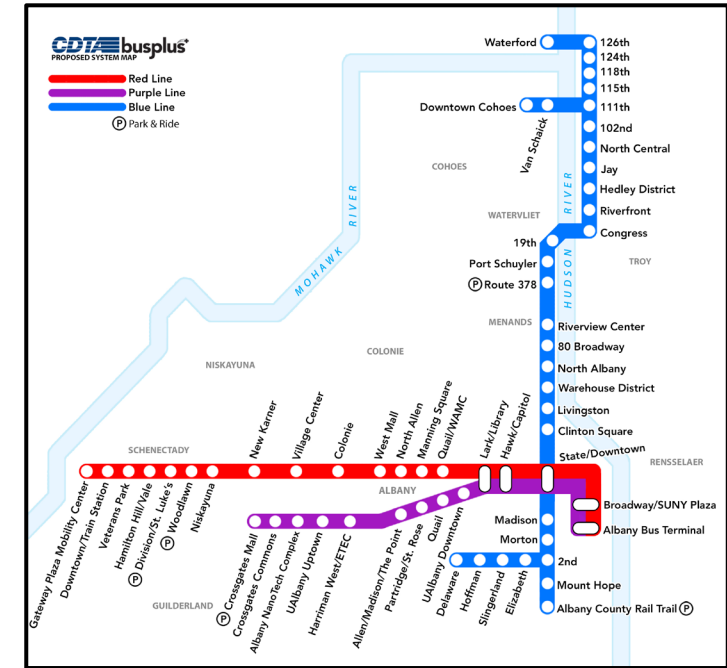 CDTA busplus+
PROPOSED SYSTEM MAP
Red Line
Purple Line
Blue Line
P Park & Ride
Waterford
126th
124th
118th
115th
Downtown Cohoes
111th
Van Schaick
102nd
North Central
Jay
Hedley District
Riverfront
Congress
19th
Port Schuyler
P Route 378
Riverview Center
80 Broadway
North Albany
Warehouse District
Livingston
Clinton Square
State/Downtown
Broadway/SUNY Plaza
Albany Bus Terminal
Madison
Morton
2nd
Mount Hope
Albany County Rail Trail P
Delaware
Hoffman
Slingerland
Elizabeth
Gateway Plaza Mobility Center
Downtown/Train Station
Veterans Park
Hamilton Hill/Vale
P Division/St. Luke's
P Woodlawn
Niskayuna
New Karner
Village Center
Colonie
West Mall
North Allen
Manning Square
Quail/WAMC
Lark/Library
Hawk/Capitol
P Crossgates Mall
Crossgates Commons
Albany NanoTech Complex
UAlbany Uptown
Harriman West/ETEC
Allen/Madison/The Point
Partridge/St. Rose
Quail
UAlbany Downtown
COHOES
WATERVLIET
TROY
MENANDS
COLONIE
NISKAYUNA
SCHENECTADY
ALBANY
RENSSELAER
GUILDERLAND
MOHAWK RIVER
HUDSON RIVER